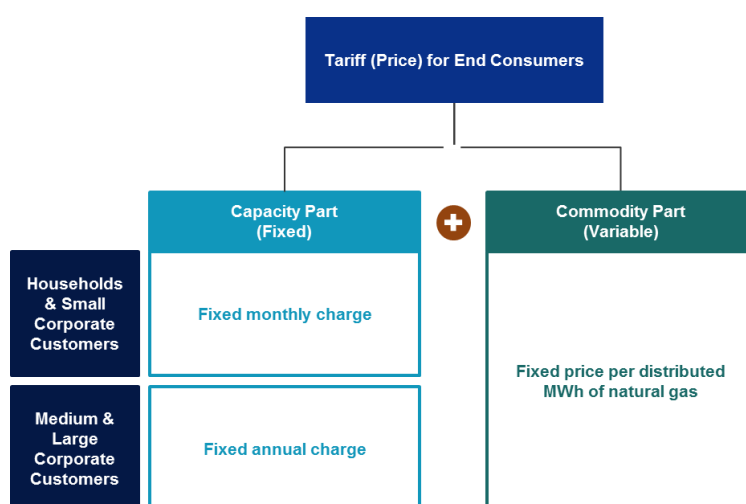 Tariff (Price) for End Consumers
Capacity Part
(Fixed)
Commodity Part
(Variable)
Households
& Small
Corporate
Customers
Fixed monthly charge
Fixed price per distributed
MWh of natural gas
Medium &
Large
Corporate
Customers
Fixed annual charge